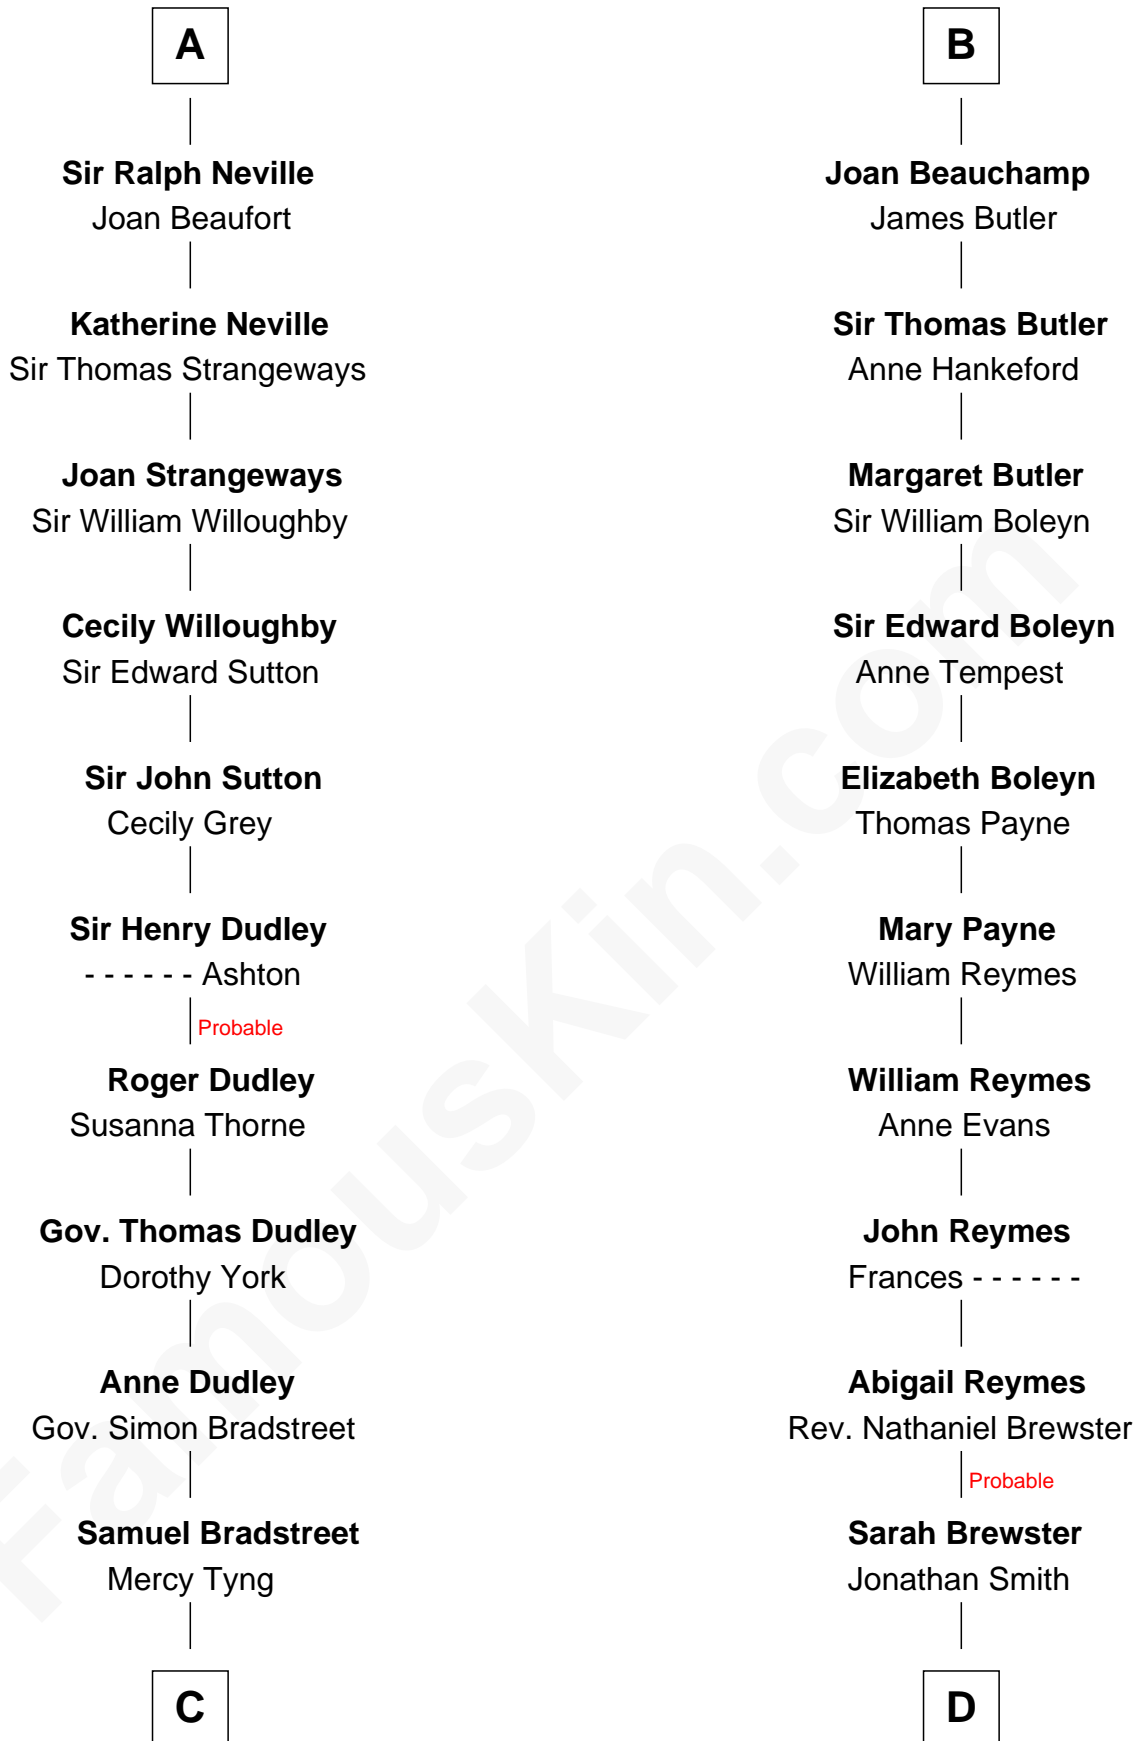 A
Sir Ralph Neville
Joan Beaufort
Katherine Neville
Sir Thomas Strangeways
Joan Strangeways
Sir William Willoughby
Cecily Willoughby
Sir Edward Sutton
Sir John Sutton
Cecily Grey
Sir Henry Dudley
- - - - - - Ashton
Probable
Roger Dudley
Susanna Thorne
Gov. Thomas Dudley
Dorothy York
Anne Dudley
Gov. Simon Bradstreet
Samuel Bradstreet
Mercy Tyng
C
B
Joan Beauchamp
James Butler
Sir Thomas Butler
Anne Hankeford
Margaret Butler
Sir William Boleyn
Sir Edward Boleyn
Anne Tempest
Elizabeth Boleyn
Thomas Payne
Mary Payne
William Reymes
William Reymes
Anne Evans
John Reymes
Frances - - - - - -
Abigail Reymes
Rev. Nathaniel Brewster
Probable
Sarah Brewster
Jonathan Smith
D
FamousKin.com